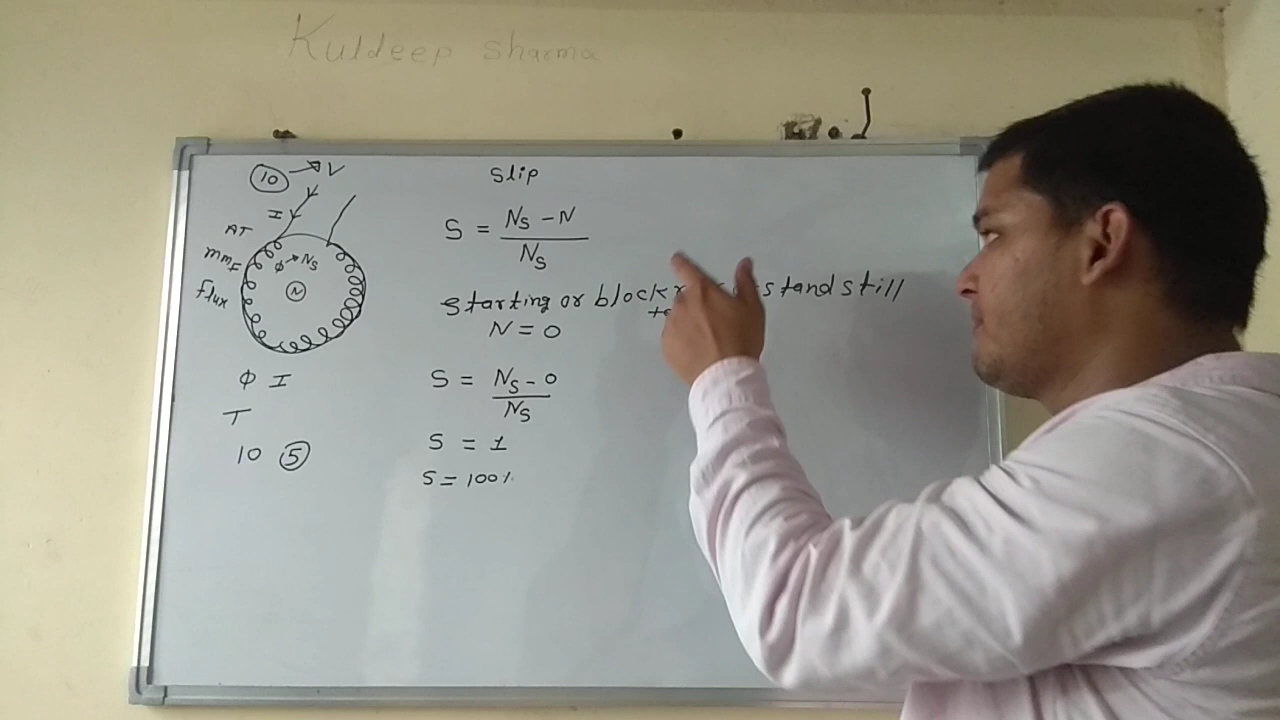 Kuldeep Sharma
10 → V
I
AT
mmf
flux
φ → Ns
N
φ I
T
10 5
Slip
S = Ns - N / Ns
Starting or block stand still
N = 0
S = Ns - 0 / Ns
S = 1
S = 100%